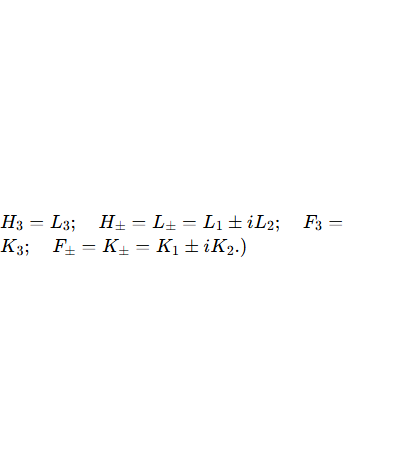 H₃ = L₃;  H± = L± = L₁ ± iL₂;  F₃ =
K₃;  F± = K± = K₁ ± iK₂.)